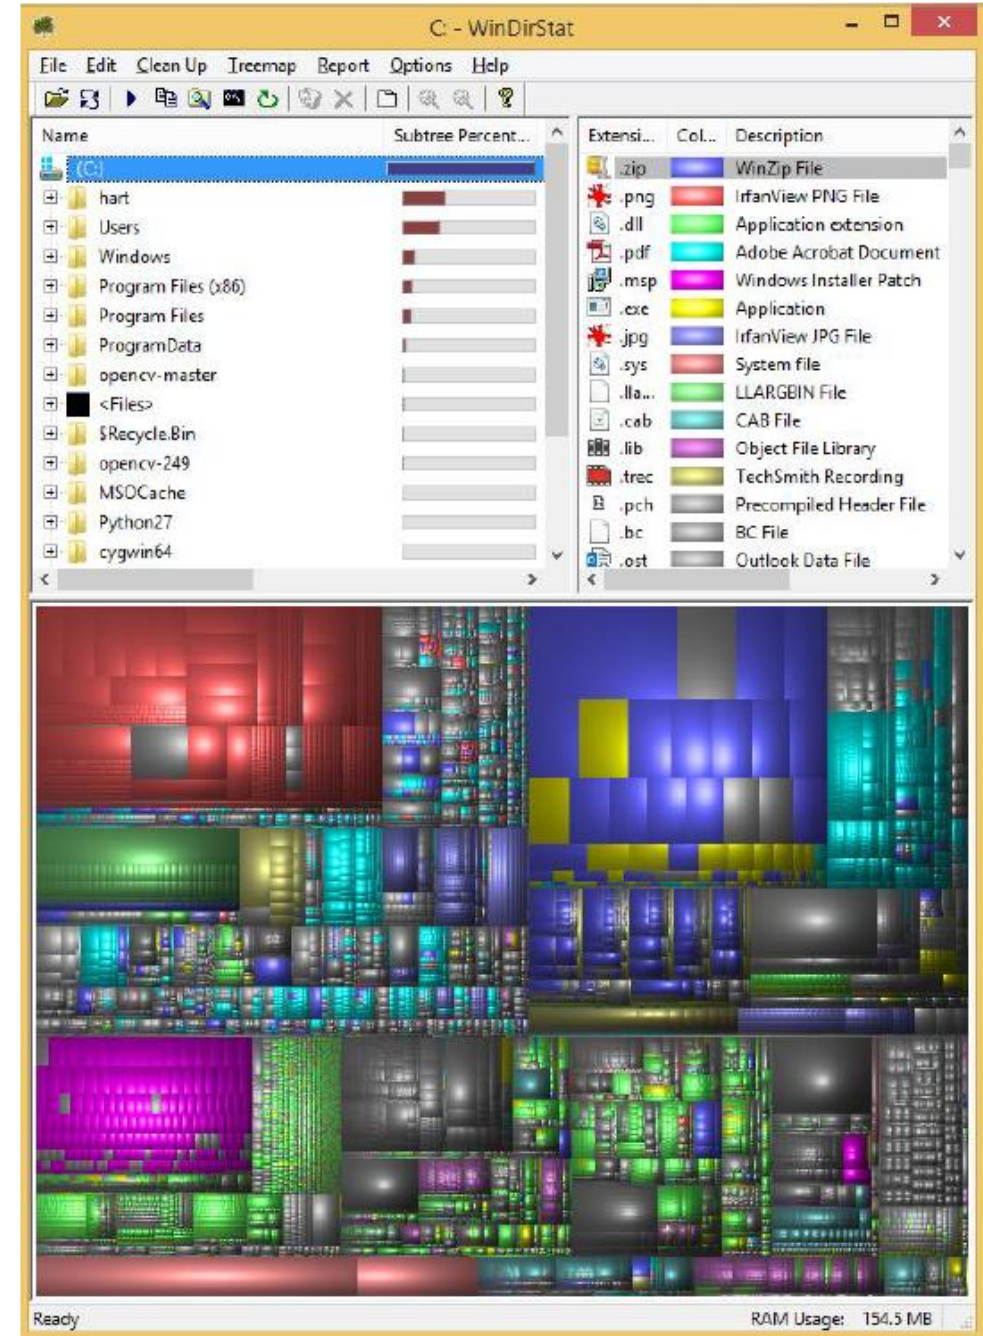 C: - WinDirStat
File Edit Clean Up Treemap Report Options Help
Name Subtree Percent...
(C:)
hart
Users
Windows
Program Files (x86)
Program Files
ProgramData
opencv-master
<Files>
$Recycle.Bin
opencv-249
MSOCache
Python27
cygwin64
Extensi... Col... Description
.zip WinZip File
.png IrfanView PNG File
.dll Application extension
.pdf Adobe Acrobat Document
.msp Windows Installer Patch
.exe Application
.jpg IrfanView JPG File
.sys System file
.lla... LLARGBIN File
.cab CAB File
.lib Object File Library
.trec TechSmith Recording
.pch Precompiled Header File
.bc BC File
.ost Outlook Data File
Ready RAM Usage: 154.5 MB